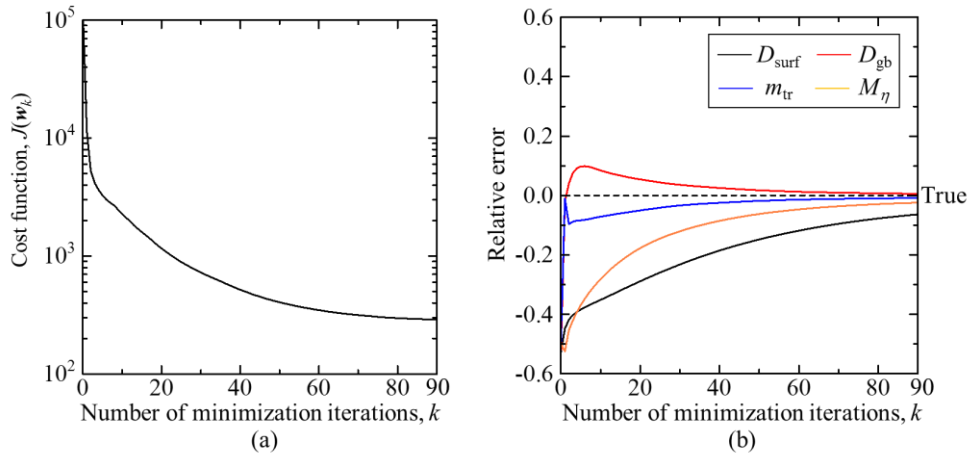 10^5
10^4
10^3
10^2
Cost function, J(w_k)
0 20 40 60 80 90
Number of minimization iterations, k
(a)
0.6
0.4
0.2
0.0
-0.2
-0.4
-0.6
Relative error
D_surf D_gb
m_tr M_η
True
0 20 40 60 80 90
Number of minimization iterations, k
(b)